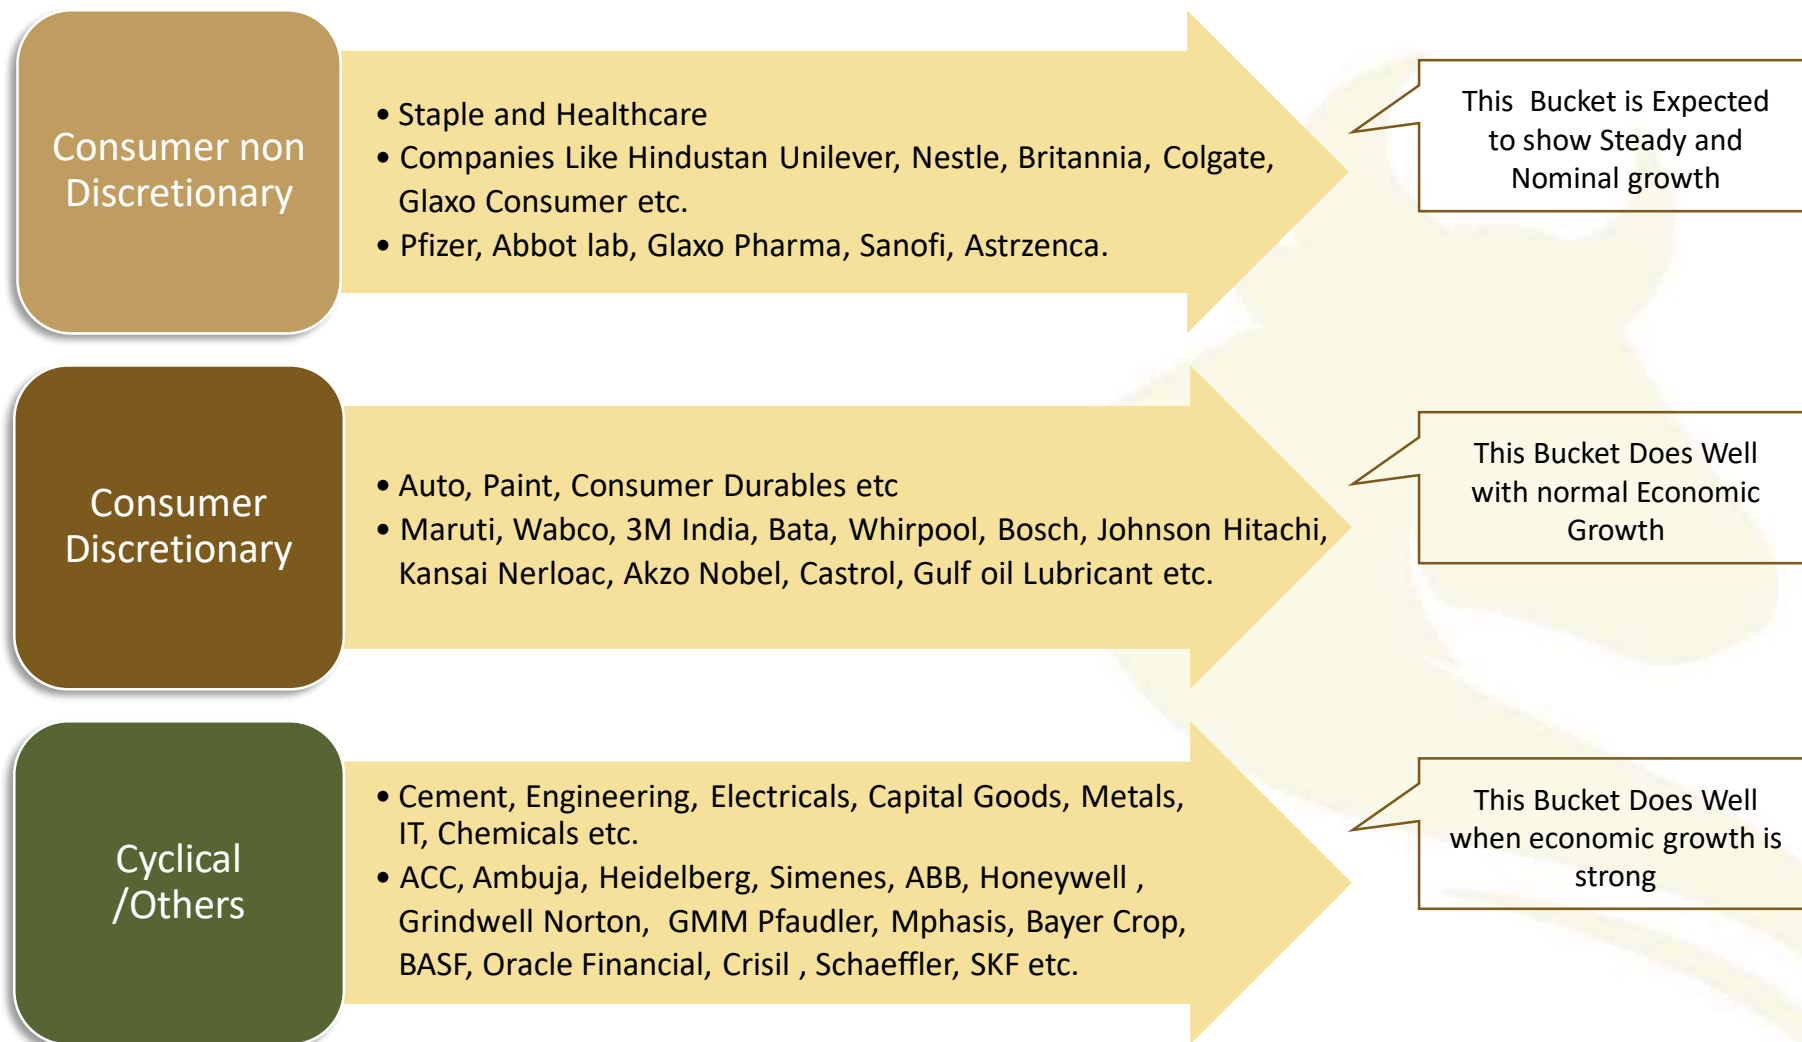 Consumer non
Discretionary
• Staple and Healthcare
• Companies Like Hindustan Unilever, Nestle, Britannia, Colgate,
Glaxo Consumer etc.
• Pfizer, Abbot lab, Glaxo Pharma, Sanofi, Astrzenca.
This Bucket is Expected
to show Steady and
Nominal growth
Consumer
Discretionary
• Auto, Paint, Consumer Durables etc
• Maruti, Wabco, 3M India, Bata, Whirpool, Bosch, Johnson Hitachi,
Kansai Nerloac, Akzo Nobel, Castrol, Gulf oil Lubricant etc.
This Bucket Does Well
with normal Economic
Growth
Cyclical
/Others
• Cement, Engineering, Electricals, Capital Goods, Metals,
IT, Chemicals etc.
• ACC, Ambuja, Heidelberg, Simenes, ABB, Honeywell ,
Grindwell Norton, GMM Pfaudler, Mphasis, Bayer Crop,
BASF, Oracle Financial, Crisil , Schaeffler, SKF etc.
This Bucket Does Well
when economic growth is
strong